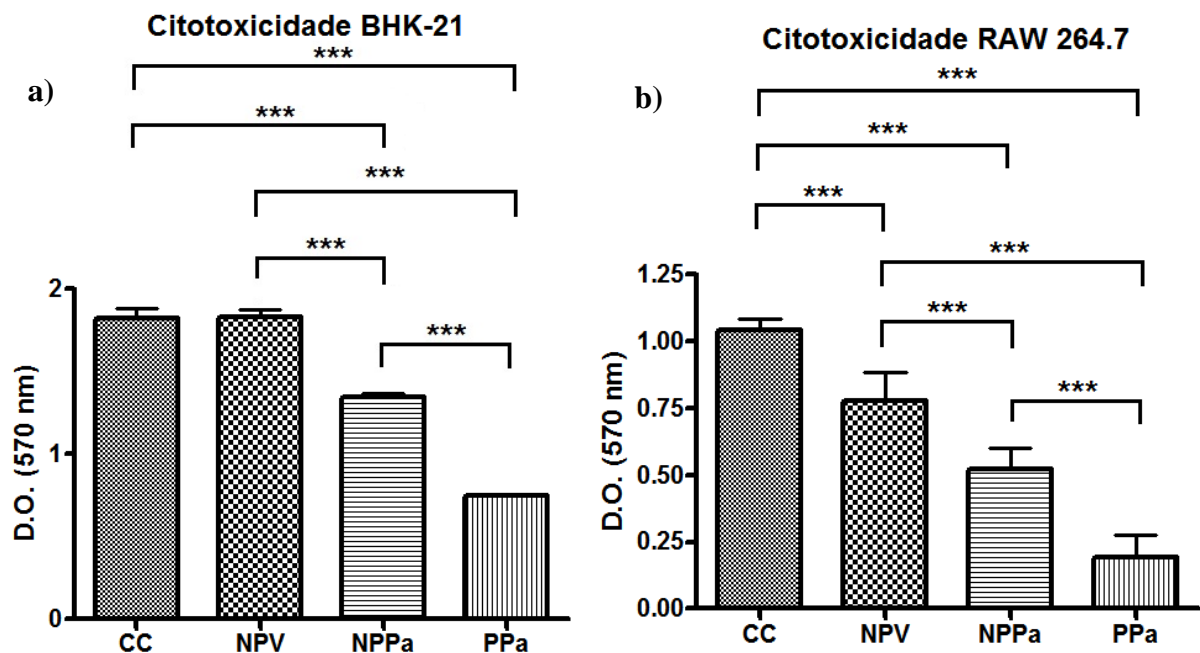 Citotoxicidade BHK-21
a)
***
***
***
***
***
D.O. (570 nm)
2
1
0
CC NPV NPPa PPa
Citotoxicidade RAW 264.7
b)
***
***
***
***
***
***
D.O. (570 nm)
1.25
1.00
0.75
0.50
0.25
0.00
CC NPV NPPa PPa